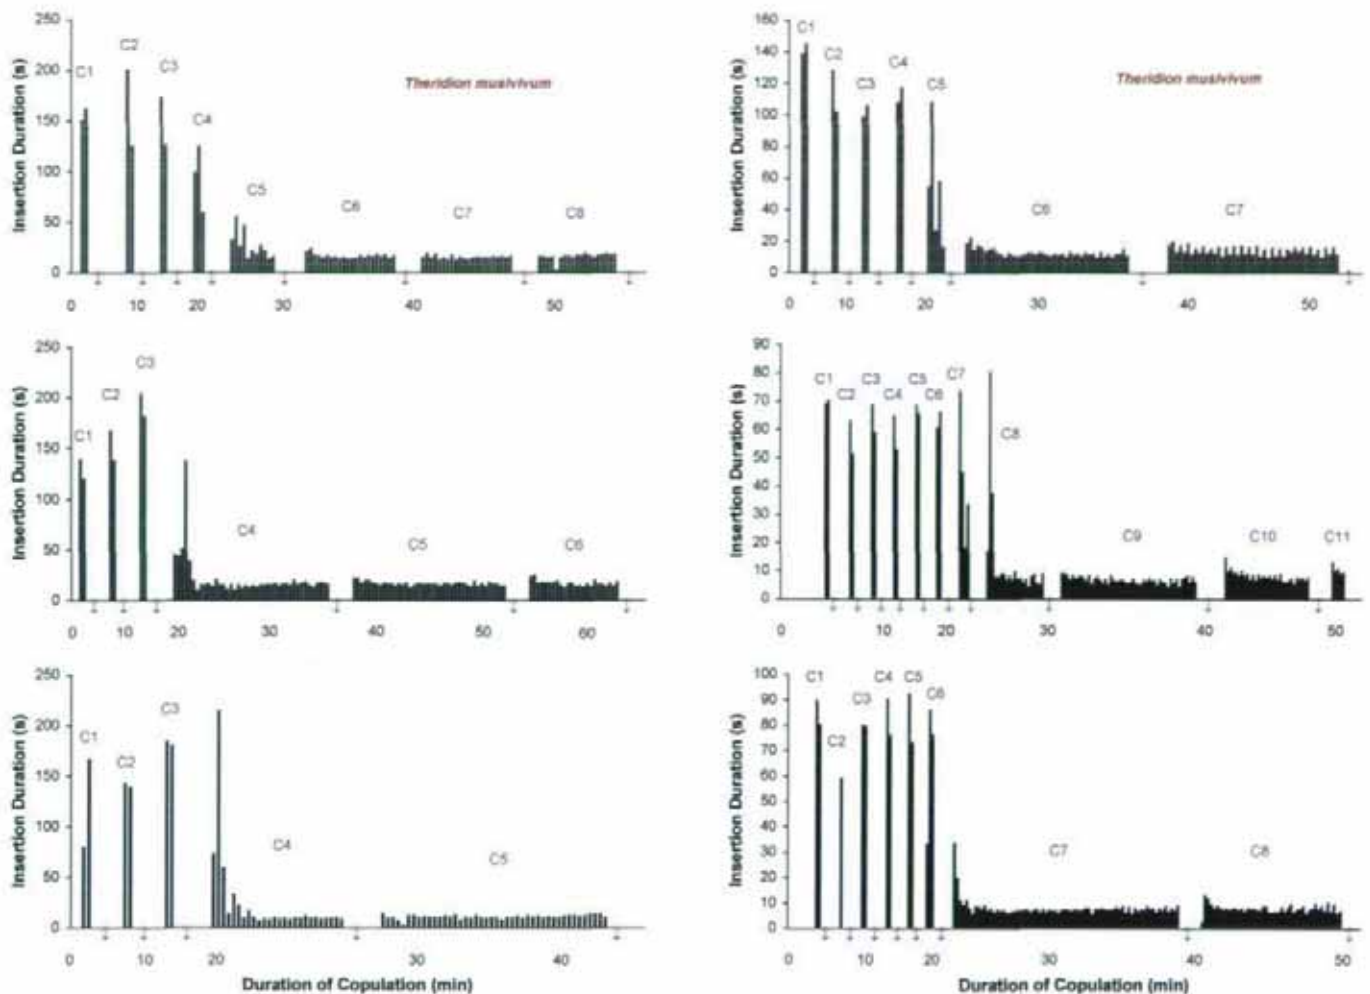 250
200
150
100
50
0
Insertion Duration (s)
C1
C2
C3
C4
C5
C6
C7
C8
Theridion musivivum
0 10 20 30 40 50
160
140
120
100
80
60
40
20
0
Insertion Duration (s)
C1
C2
C3
C4
C5
C6
C7
Theridion musivivum
0 10 20 30 40 50
250
200
150
100
50
0
Insertion Duration (s)
C1
C2
C3
C4
C5
C6
0 10 20 30 40 50 60
90
80
70
60
50
40
30
20
10
0
Insertion Duration (s)
C1
C2
C3
C4
C5
C6
C7
C8
C9
C10
C11
0 10 20 30 40 50
250
200
150
100
50
0
Insertion Duration (s)
C1
C2
C3
C4
C5
0 10 20 30 40
Duration of Copulation (min)
100
90
80
70
60
50
40
30
20
10
0
Insertion Duration (s)
C1
C2
C3
C4
C5
C6
C7
C8
0 10 20 30 40 50
Duration of Copulation (min)